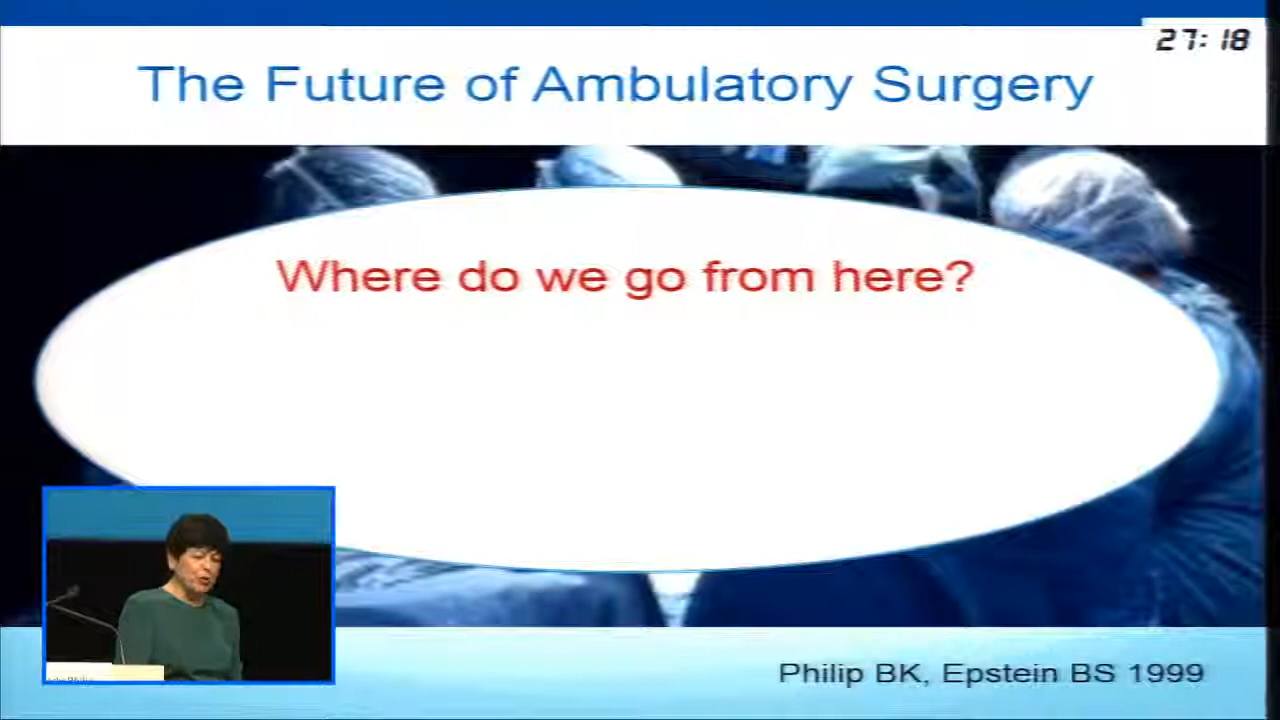 27:18
The Future of Ambulatory Surgery
Where do we go from here?
Philip BK, Epstein BS 1999